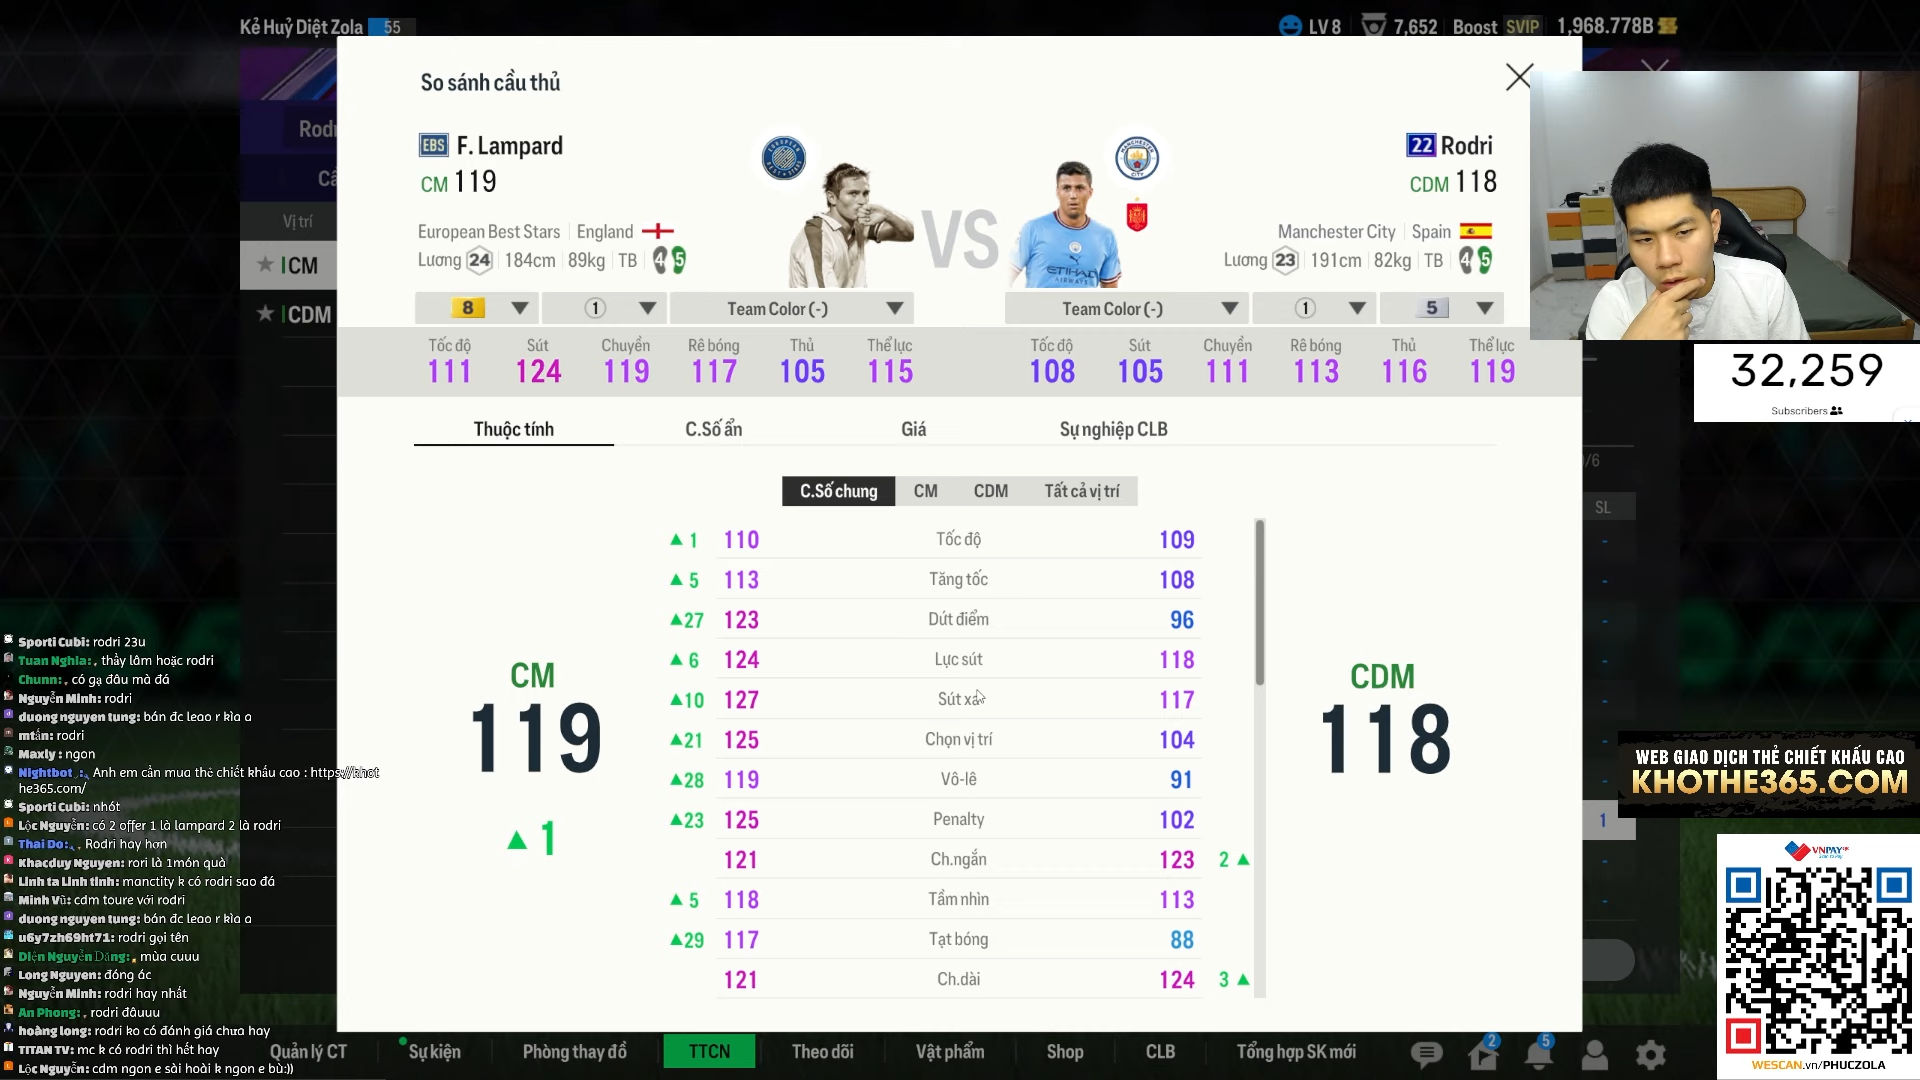 Kẻ Huỷ Diệt Zola 55
LV 8 7,652 Boost SVIP 1,968.778B
So sánh cầu thủ
EBS F. Lampard
CM 119
European Best Stars England
Lương 24 184cm 89kg TB 4 5
8 1 Team Color (-)
VS
22 Rodri
CDM 118
Manchester City Spain
Lương 23 191cm 82kg TB 4 5
Team Color (-) 1 5
Tốc độ Sút Chuyền Rê bóng Thủ Thể lực
111 124 119 117 105 115
Tốc độ Sút Chuyền Rê bóng Thủ Thể lực
108 105 111 113 116 119
Thuộc tính C.Số ẩn Giá Sự nghiệp CLB
C.Số chung CM CDM Tất cả vị trí
▲ 1 110 Tốc độ 109
▲ 5 113 Tăng tốc 108
▲27 123 Dứt điểm 96
▲ 6 124 Lực sút 118
▲10 127 Sút xa 117
▲21 125 Chọn vị trí 104
▲28 119 Vô-lê 91
▲23 125 Penalty 102
121 Ch.ngắn 123 2 ▲
▲ 5 118 Tầm nhìn 113
▲29 117 Tạt bóng 88
121 Ch.dài 124 3 ▲
CM
119
▲ 1
CDM
118
Vị trí
★ CM
★ CDM
SL
1
32,259
Subscribers
WEB GIAO DỊCH THẺ CHIẾT KHẤU CAO
KHOTHE365.COM
VNPAY
WESCAN.vn/PHUCZOLA
Sporti Cubi: rodri 23u
Tuan Nghia: , thầy lâm hoặc rodri
Chunn: , có gạ đâu mà đá
Nguyễn Minh: rodri
duong nguyen tung: bán đc leao r kìa a
mtấn: rodri
Maxly : ngon
Nightbot : Anh em cần mua thẻ chiết khấu cao : https://khot
he365.com/
Sporti Cubi: nhót
Lộc Nguyễn: có 2 offer 1 là lampard 2 là rodri
Thai Do: , Rodri hay hơn
Khacduy Nguyen: rori là 1món quà
Linh ta Linh tinh: manctity k có rodri sao đá
Minh Vũ: cdm toure với rodri
duong nguyen tung: bán đc leao r kìa a
u6y7zh69ht71: rodri gọi tên
Diện Nguyễn Đăng: , mùa cuuu
Long Nguyen: đóng ác
Nguyễn Minh: rodri hay nhất
An Phong: , rodri đâuuu
hoàng long: rodri ko có đánh giá chưa hay
TITAN TV: mc k có rodri thì hết hay
Lộc Nguyễn: cdm ngon e sài hoài k ngon e bù:))
Quản lý CT Sự kiện Phòng thay đồ TTCN Theo dõi Vật phẩm Shop CLB Tổng hợp SK mới 2 5